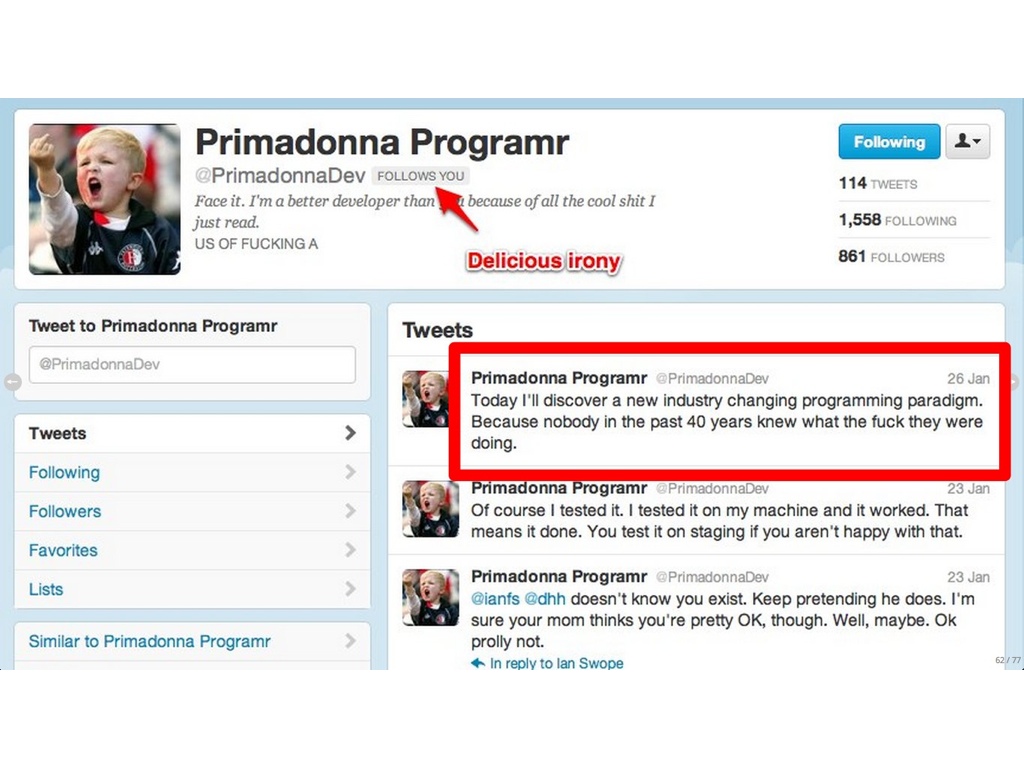 Primadonna Programr
@PrimadonnaDev FOLLOWS YOU
Face it. I'm a better developer than you because of all the cool shit I
just read.
US OF FUCKING A
Delicious irony
Following
114 TWEETS
1,558 FOLLOWING
861 FOLLOWERS
Tweet to Primadonna Programr
@PrimadonnaDev
Tweets
Following
Followers
Favorites
Lists
Similar to Primadonna Programr
Tweets
Primadonna Programr @PrimadonnaDev 26 Jan
Today I'll discover a new industry changing programming paradigm.
Because nobody in the past 40 years knew what the fuck they were
doing.
Primadonna Programr @PrimadonnaDev 23 Jan
Of course I tested it. I tested it on my machine and it worked. That
means it done. You test it on staging if you aren't happy with that.
Primadonna Programr @PrimadonnaDev 23 Jan
@ianfs @dhh doesn't know you exist. Keep pretending he does. I'm
sure your mom thinks you're pretty OK, though. Well, maybe. Ok
prolly not.
In reply to Ian Swope
62 / 77